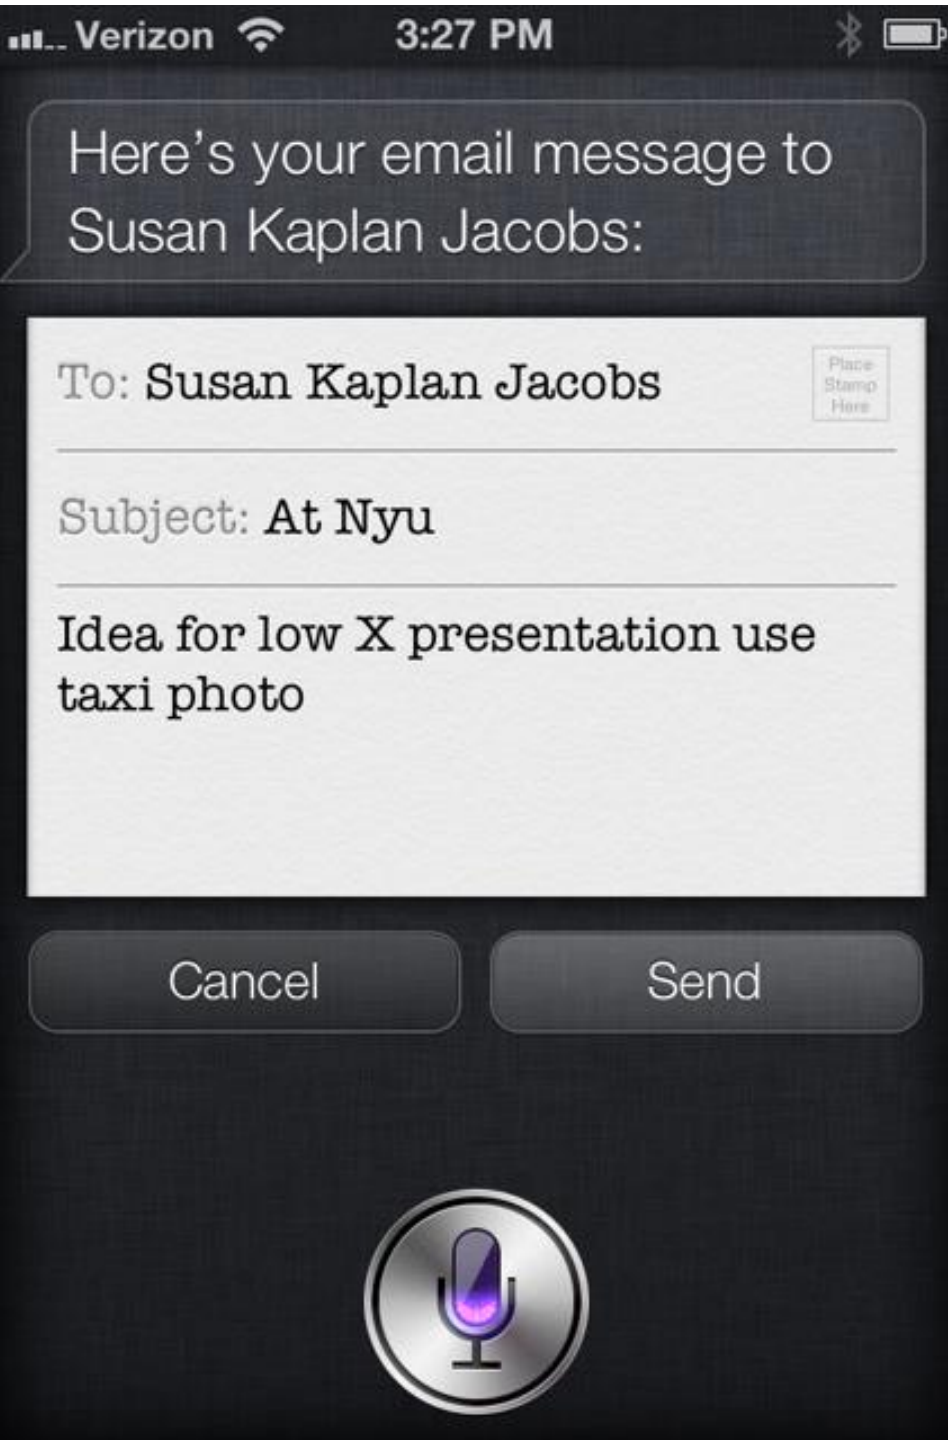 Verizon 3:27 PM
Here's your email message to
Susan Kaplan Jacobs:
To: Susan Kaplan Jacobs
Place
Stamp
Here
Subject: At Nyu
Idea for low X presentation use
taxi photo
Cancel Send